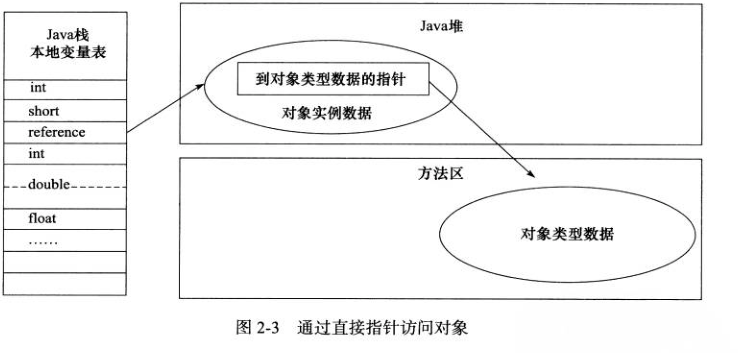 Java栈
本地变量表
int
short
reference
int
double
float
……
Java堆
到对象类型数据的指针
对象实例数据
方法区
对象类型数据
图 2-3 通过直接指针访问对象